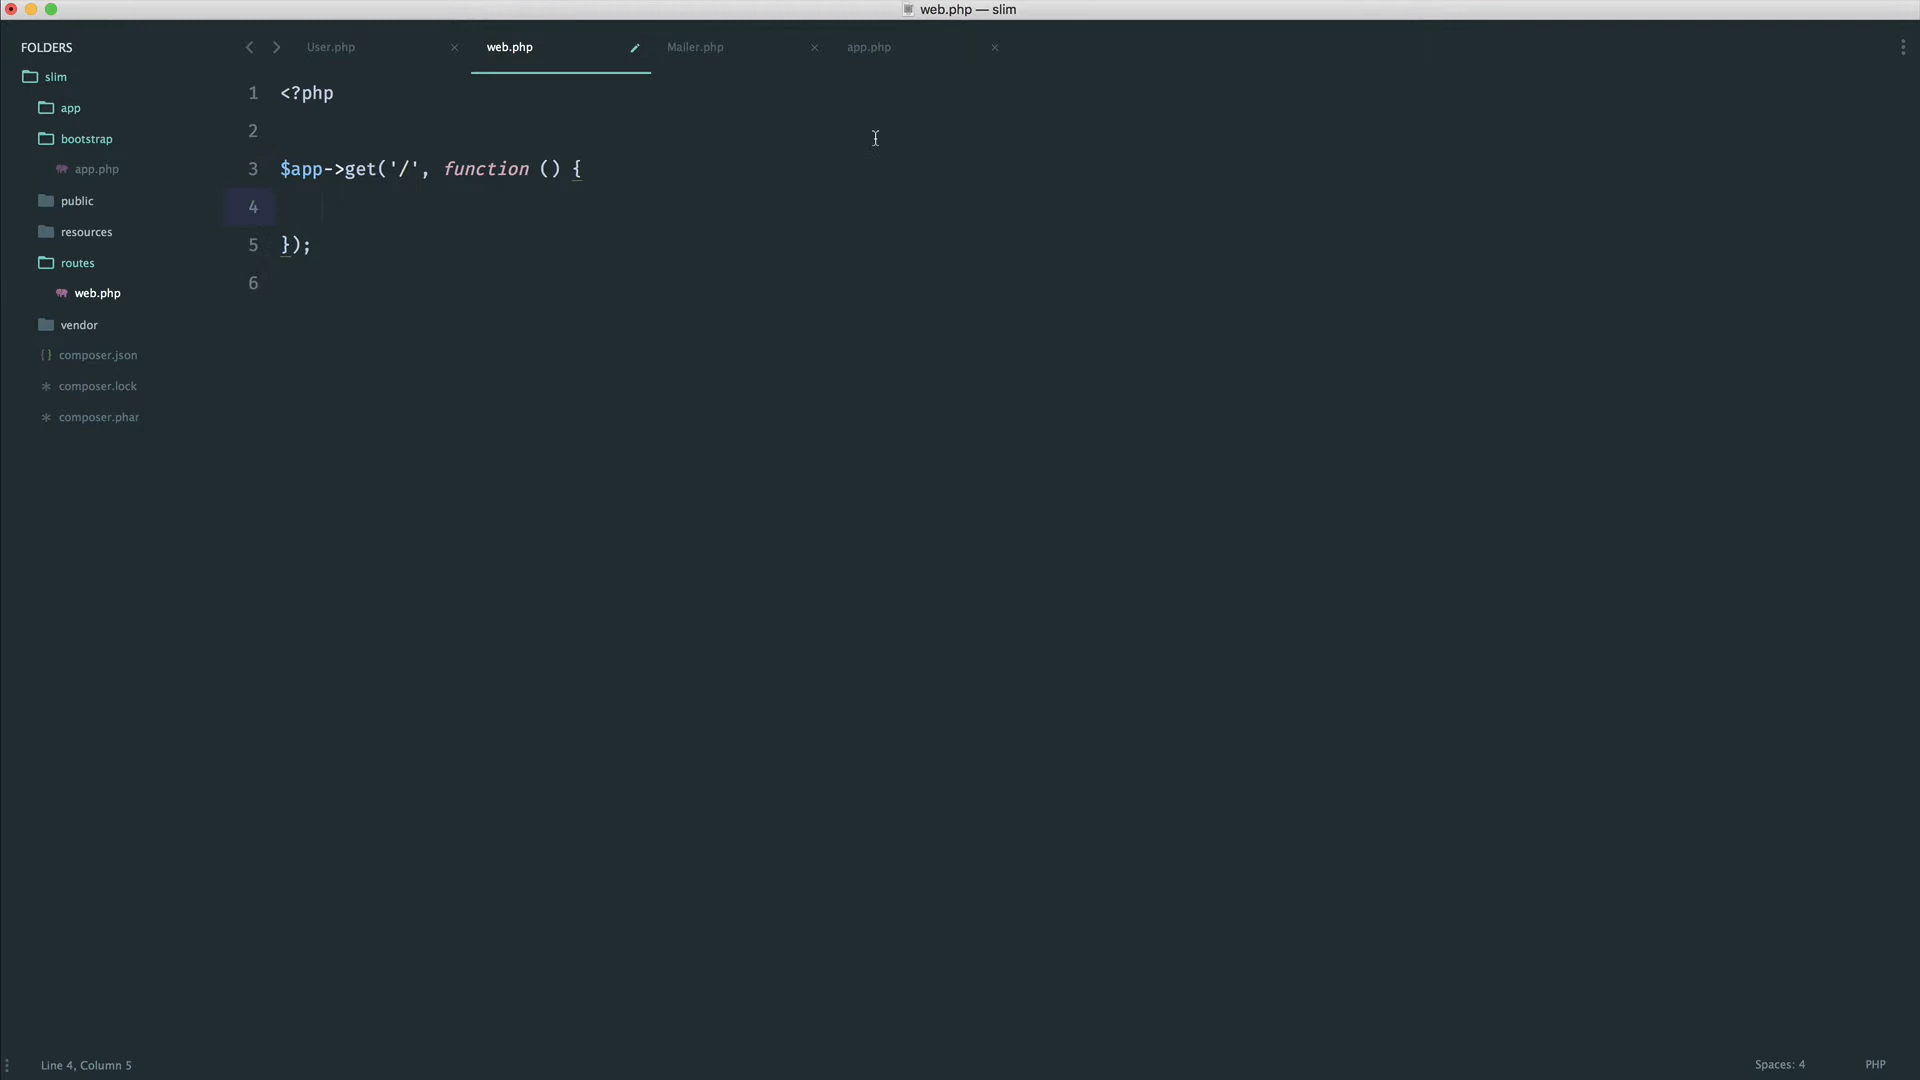 web.php — slim
FOLDERS
slim
app
bootstrap
app.php
public
resources
routes
web.php
vendor
{ } composer.json
* composer.lock
* composer.phar
User.php × web.php Mailer.php × app.php ×
1 <?php
2
3 $app->get('/', function () {
4
5 });
6
Line 4, Column 5
Spaces: 4 PHP